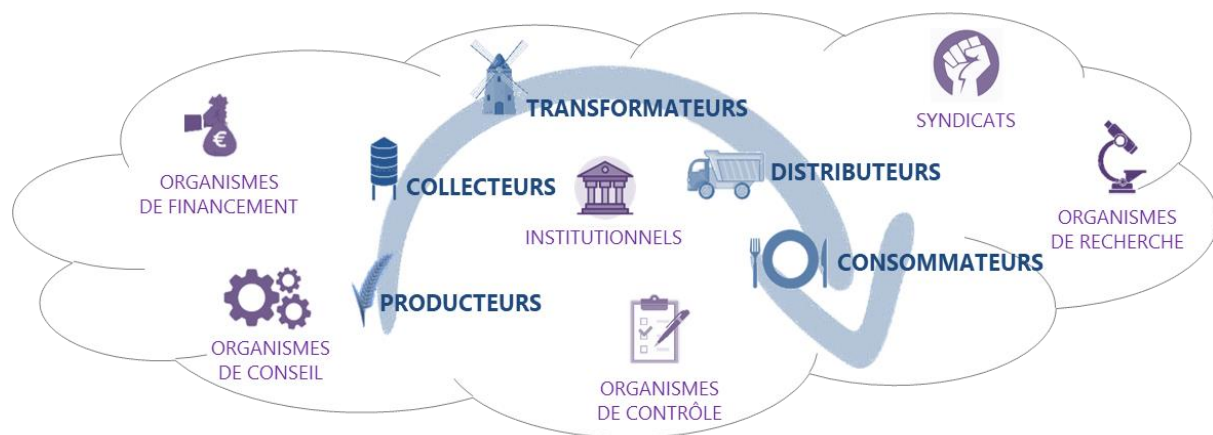 TRANSFORMATEURS
SYNDICATS
ORGANISMES
DE FINANCEMENT
COLLECTEURS
DISTRIBUTEURS
INSTITUTIONNELS
ORGANISMES
DE RECHERCHE
CONSOMMATEURS
PRODUCTEURS
ORGANISMES
DE CONSEIL
ORGANISMES
DE CONTRÔLE
€